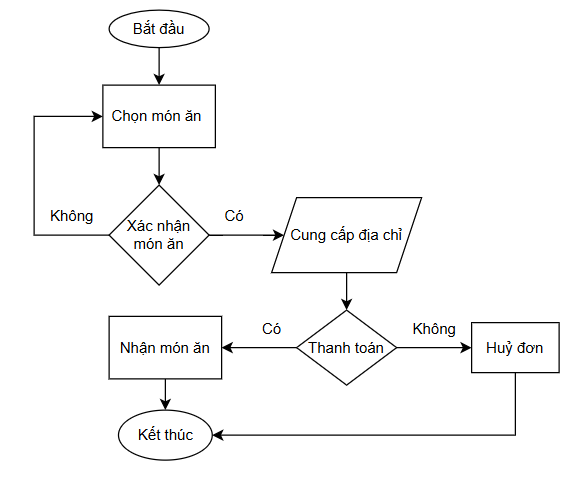 Bắt đầu
Chọn món ăn
Không
Xác nhận
món ăn
Có
Cung cấp địa chỉ
Nhận món ăn
Có
Thanh toán
Không
Huỷ đơn
Kết thúc